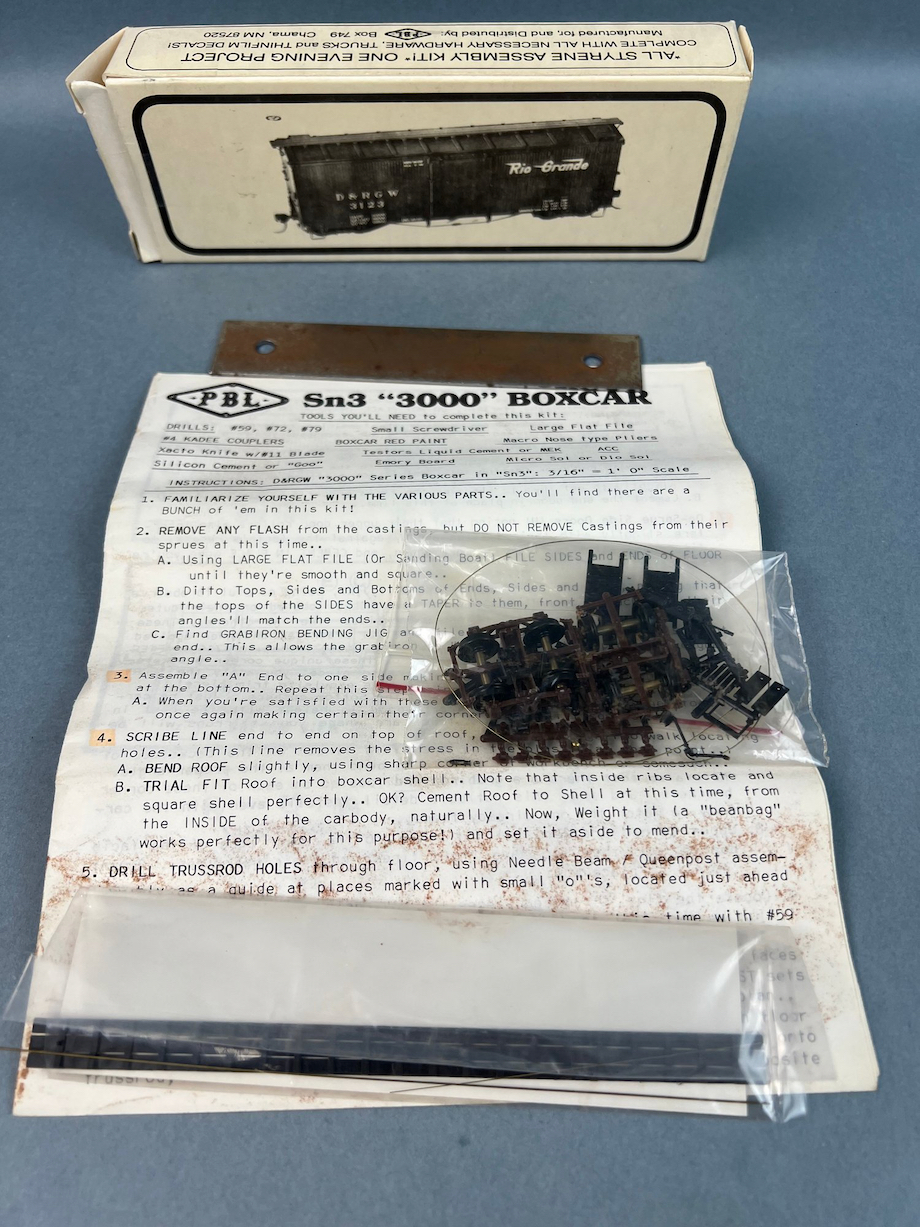 "ALL STYRENE ASSEMBLY KIT!" ONE EVENING PROJECT
COMPLETE WITH ALL NECESSARY HARDWARE, TRUCKS and THINFILM DECALS!
Manufactured for, and Distributed by: PBL Box 749 Chama, NM 87520
Rio Grande
D&RGW
3123
PBL Sn3 "3000" BOXCAR
TOOLS YOU'LL NEED to complete this kit:
DRILLS: #59, #72, #79 Small Screwdriver Large Flat File
#4 KADEE COUPLERS BOXCAR RED PAINT Macro Nose type Pliers
Xacto Knife w/#11 Blade Testors Liquid Cement or MEK ACC
Silicon Cement or "Goo" Emory Board Micro Sol or Dio Sol
INSTRUCTIONS: D&RGW "3000" Series Boxcar in "Sn3": 3/16" = 1' 0" Scale
1. FAMILIARIZE YOURSELF WITH THE VARIOUS PARTS.. You'll find there are a
BUNCH of 'em in this kit!
2. REMOVE ANY FLASH from the castings, but DO NOT REMOVE Castings from their
sprues at this time..
A. Using LARGE FLAT FILE (Or Sanding Boat) FILE SIDES and ENDS of FLOOR
until they're smooth and square..
B. Ditto Tops, Sides and Bottoms of Ends, Sides and that
the tops of the SIDES have a TAPER to them, front
angles'll match the ends..
C. Find GRABIRON BENDING JIG
end.. This allows the grabiron
angle..
3. Assemble "A" End to one side making
at the bottom.. Repeat this step
A. When you're satisfied with these
once again making certain their corners
4. SCRIBE LINE end to end on top of roof, walk locating
holes.. (This line removes the stress in point..)
A. BEND ROOF slightly, using sharp corner of workbench or somesuch..
B. TRIAL FIT Roof into boxcar shell.. Note that inside ribs locate and
square shell perfectly.. OK? Cement Roof to Shell at this time, from
the INSIDE of the carbody, naturally.. Now, Weight it (a "beanbag"
works perfectly for this purpose!) and set it aside to mend..
5. DRILL TRUSSROD HOLES through floor, using Needle Beam / Queenpost assem-
bly as a guide at places marked with small "o"'s, located just ahead
time with #59
laces
sets
floor
onto
posite
trussrod,